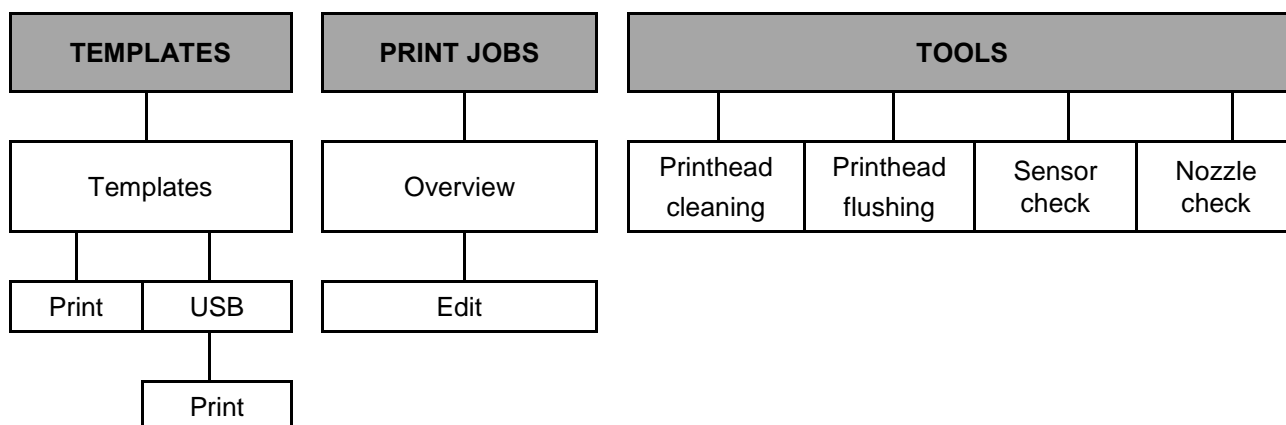 TEMPLATES
PRINT JOBS
TOOLS
Templates
Overview
Printhead
cleaning
Printhead
flushing
Sensor
check
Nozzle
check
Print
USB
Edit
Print